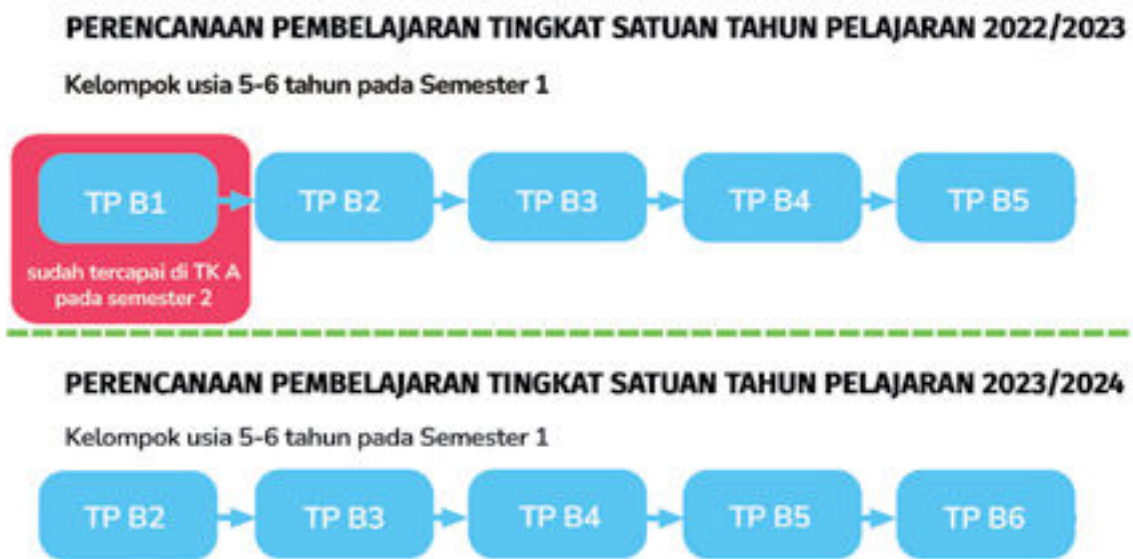 PERENCANAAN PEMBELAJARAN TINGKAT SATUAN TAHUN PELAJARAN 2022/2023
Kelompok usia 5-6 tahun pada Semester 1
TP B1
TP B2
TP B3
TP B4
TP B5
sudah tercapai di TK A
pada semester 2
PERENCANAAN PEMBELAJARAN TINGKAT SATUAN TAHUN PELAJARAN 2023/2024
Kelompok usia 5-6 tahun pada Semester 1
TP B2
TP B3
TP B4
TP B5
TP B6